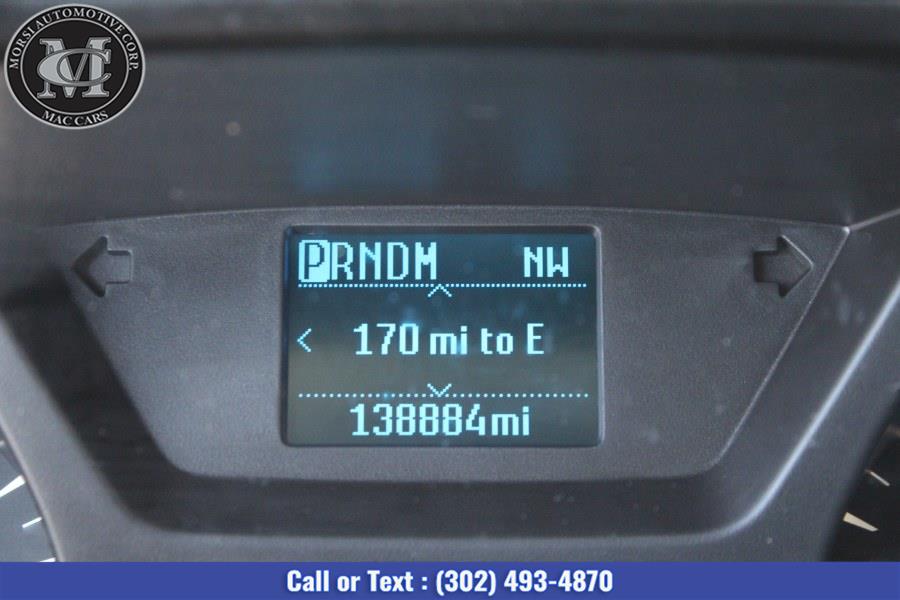 MORSI AUTOMOTIVE CORP.
MC
MAC CARS
PRNDM NW
170 mi to E
138884mi
Call or Text : (302) 493-4870